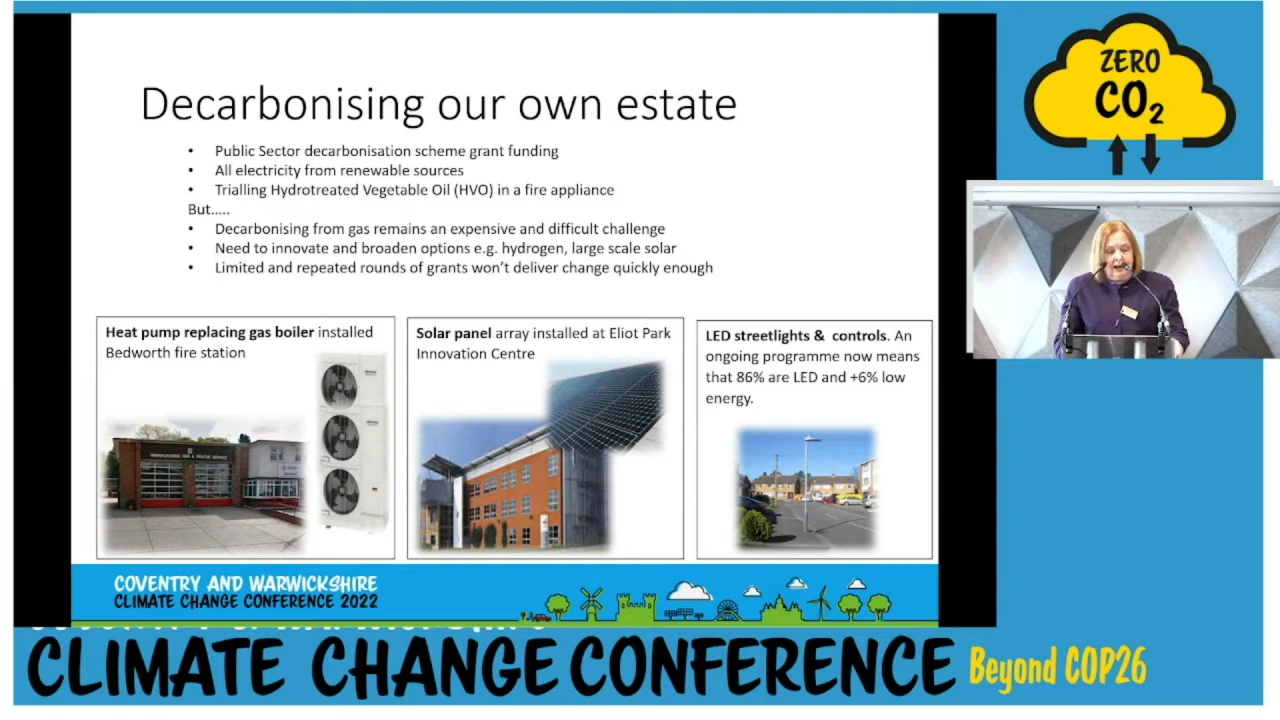 Decarbonising our own estate
• Public Sector decarbonisation scheme grant funding
• All electricity from renewable sources
• Trialling Hydrotreated Vegetable Oil (HVO) in a fire appliance
But.....
• Decarbonising from gas remains an expensive and difficult challenge
• Need to innovate and broaden options e.g. hydrogen, large scale solar
• Limited and repeated rounds of grants won't deliver change quickly enough
Heat pump replacing gas boiler installed
Bedworth fire station
Solar panel array installed at Eliot Park
Innovation Centre
LED streetlights & controls. An
ongoing programme now means
that 86% are LED and +6% low
energy.
COVENTRY AND WARWICKSHIRE
CLIMATE CHANGE CONFERENCE 2022
ZERO
CO₂
CLIMATE CHANGE CONFERENCE Beyond COP26